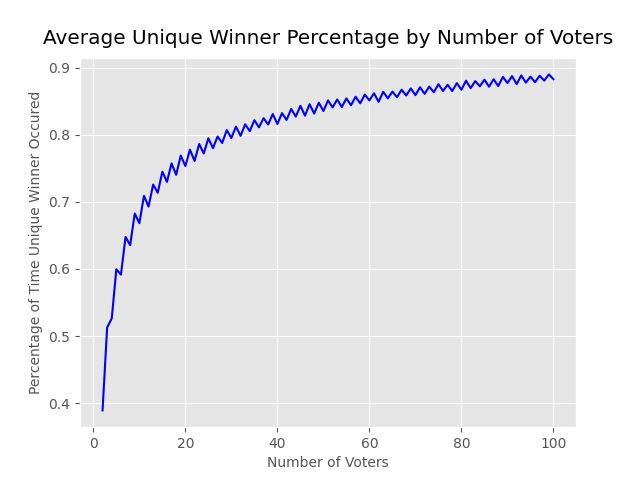 Average Unique Winner Percentage by Number of Voters
0.9
0.8
0.7
0.6
0.5
0.4
Percentage of Time Unique Winner Occured
0 20 40 60 80 100
Number of Voters